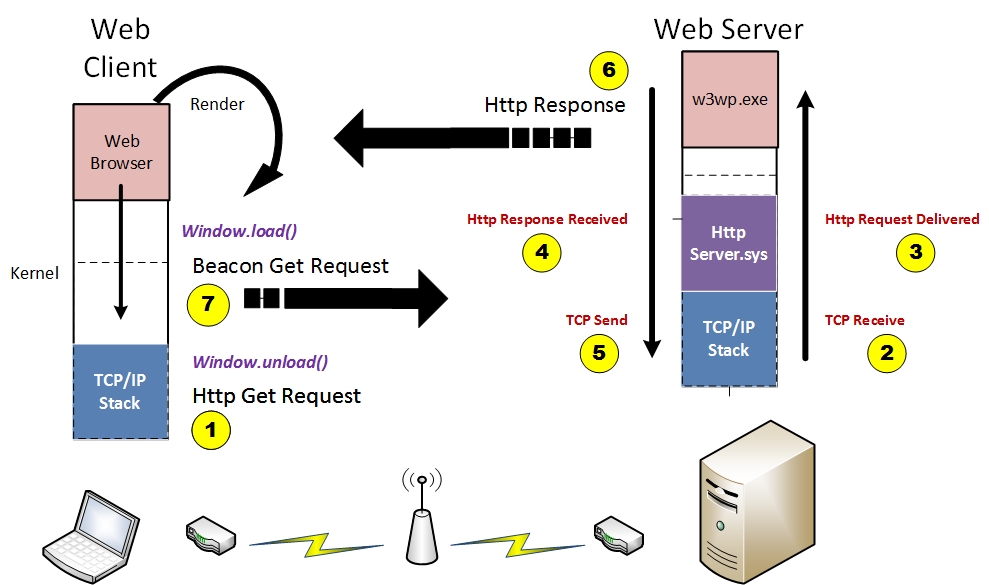 Web
Client
Web Server
6
Http Response
w3wp.exe
Render
Web
Browser
Window.load()
Http Response Received
4
Http
Server.sys
Http Request Delivered
3
Kernel
Beacon Get Request
7
TCP Send
5
TCP/IP
Stack
TCP Receive
2
Window.unload()
TCP/IP
Stack
Http Get Request
1